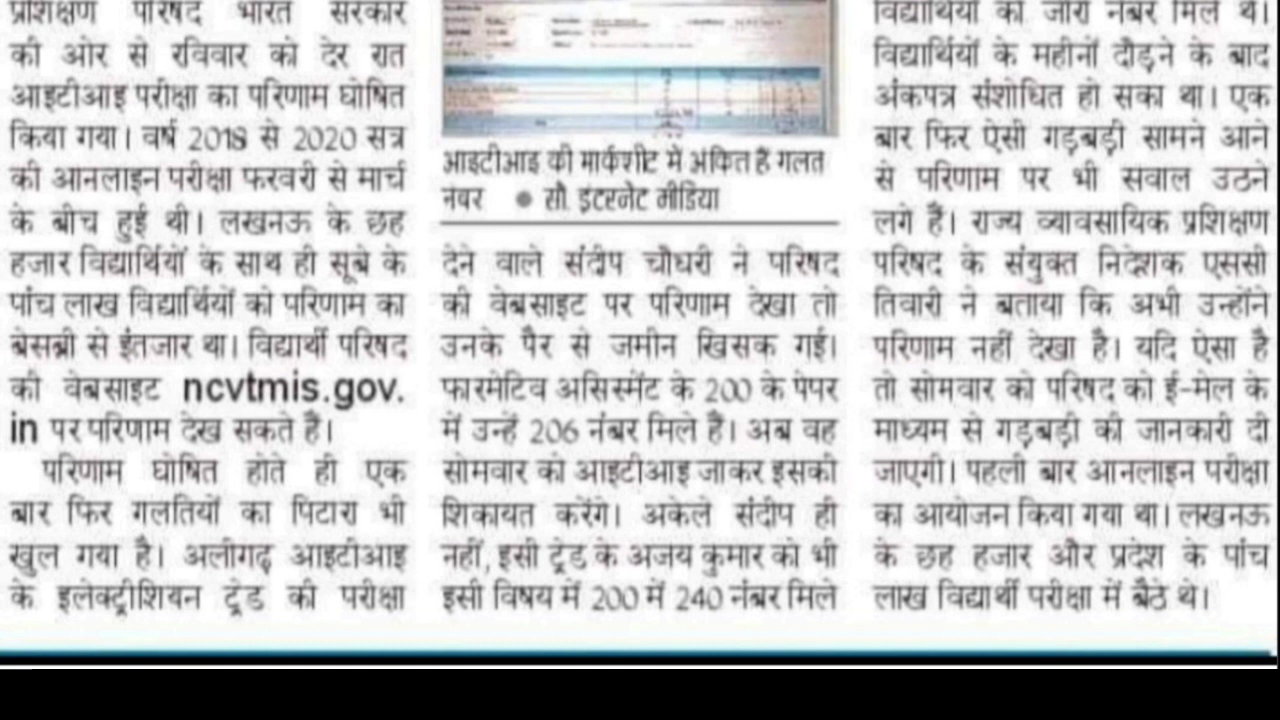 प्रशिक्षण परिषद भारत सरकार
की ओर से रविवार को देर रात
आइटीआइ परीक्षा का परिणाम घोषित
किया गया। वर्ष 2018 से 2020 सत्र
की आनलाइन परीक्षा फरवरी से मार्च
के बीच हुई थी। लखनऊ के छह
हजार विद्यार्थियों के साथ ही सूबे के
पांच लाख विद्यार्थियों को परिणाम का
बेसब्री से इंतजार था। विद्यार्थी परिषद
की वेबसाइट ncvtmis.gov.
in पर परिणाम देख सकते हैं।
परिणाम घोषित होते ही एक
बार फिर गलतियों का पिटारा भी
खुल गया है। अलीगढ़ आइटीआइ
के इलेक्ट्रीशियन ट्रेड की परीक्षा
आइटीआइ की मार्कशीट में अंकित हैं गलत
नंबर ● सौ. इंटरनेट मीडिया
देने वाले संदीप चौधरी ने परिषद
की वेबसाइट पर परिणाम देखा तो
उनके पैर से जमीन खिसक गई।
फारमेटिव असिस्मेंट के 200 के पेपर
में उन्हें 206 नंबर मिले हैं। अब वह
सोमवार को आइटीआइ जाकर इसकी
शिकायत करेंगे। अकेले संदीप ही
नहीं, इसी ट्रेड के अजय कुमार को भी
इसी विषय में 200 में 240 नंबर मिले
विद्यार्थियों को जारी नंबर मिले थे।
विद्यार्थियों के महीनों दौड़ने के बाद
अंकपत्र संशोधित हो सका था। एक
बार फिर ऐसी गड़बड़ी सामने आने
से परिणाम पर भी सवाल उठने
लगे हैं। राज्य व्यावसायिक प्रशिक्षण
परिषद के संयुक्त निदेशक एससी
तिवारी ने बताया कि अभी उन्होंने
परिणाम नहीं देखा है। यदि ऐसा है
तो सोमवार को परिषद को ई-मेल के
माध्यम से गड़बड़ी की जानकारी दी
जाएगी। पहली बार आनलाइन परीक्षा
का आयोजन किया गया था। लखनऊ
के छह हजार और प्रदेश के पांच
लाख विद्यार्थी परीक्षा में बैठे थे।